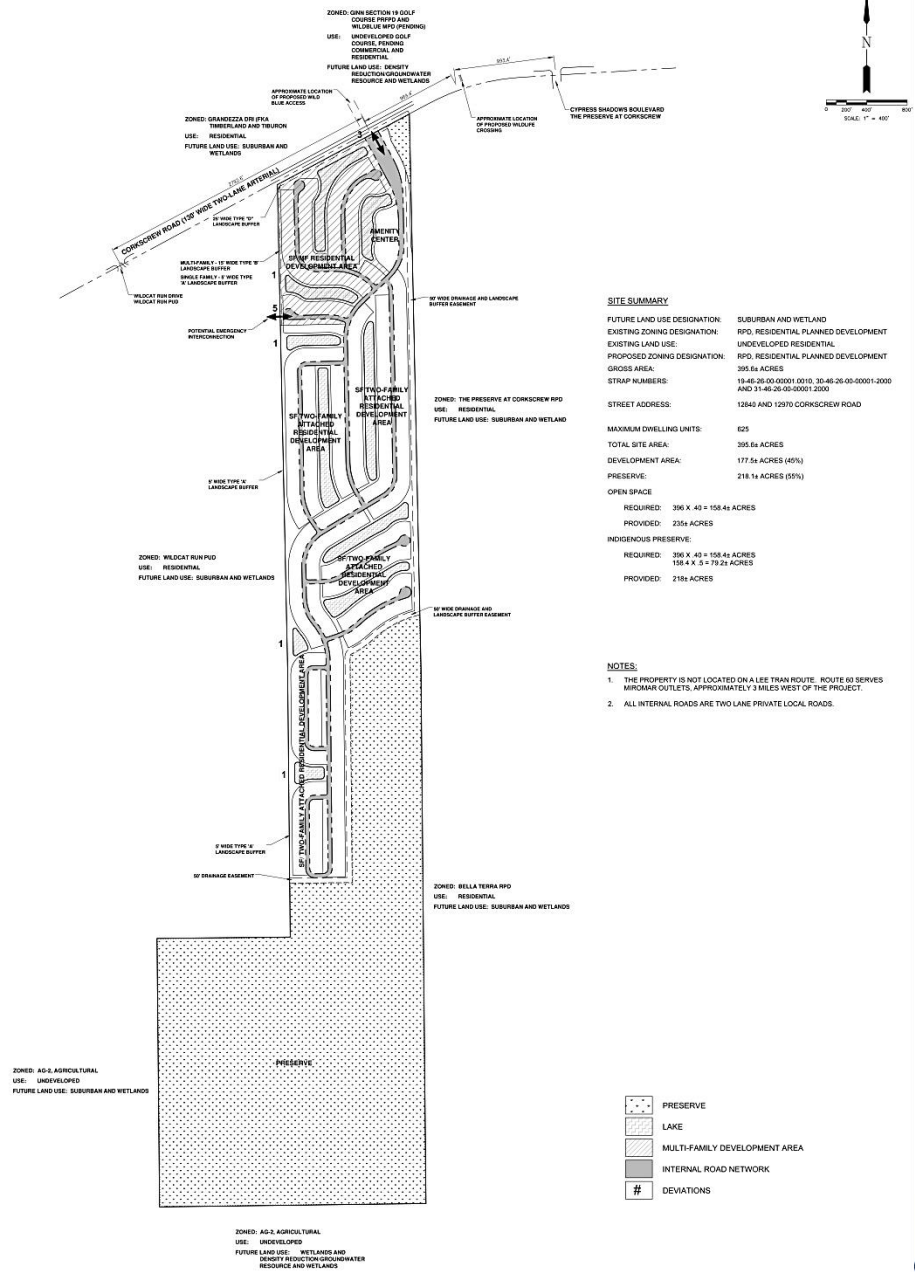 ZONED: GINN SECTION 19 GOLF
COURSE PRFPD AND
WILDBLUE MPD (PENDING)
USE: UNDEVELOPED GOLF
COURSE, PENDING
COMMERCIAL AND
RESIDENTIAL
FUTURE LAND USE: DENSITY
REDUCTION/GROUNDWATER
RESOURCE AND WETLANDS
N
0 200' 400' 800'
SCALE: 1" = 400'
APPROXIMATE LOCATION
OF PROPOSED WILD
BLUE ACCESS
APPROXIMATE LOCATION
OF PROPOSED WILDLIFE
CROSSING
CYPRESS SHADOWS BOULEVARD
THE PRESERVE AT CORKSCREW
ZONED: GRANDEZZA DRI (FKA
TIMBERLAND AND TIBURON
USE: RESIDENTIAL
FUTURE LAND USE: SUBURBAN AND
WETLANDS
3
CORKSCREW ROAD (130' WIDE TWO-LANE ARTERIAL)
25' WIDE TYPE "D"
LANDSCAPE BUFFER
AMENITY
CENTER
SF/MF RESIDENTIAL
DEVELOPMENT AREA
MULTI-FAMILY - 15' WIDE TYPE 'B'
LANDSCAPE BUFFER
SINGLE FAMILY - 5' WIDE TYPE
'A' LANDSCAPE BUFFER
1
WILDCAT RUN DRIVE
WILDCAT RUN PUD
5
POTENTIAL EMERGENCY
INTERCONNECTION
1
50' WIDE DRAINAGE AND LANDSCAPE
BUFFER EASEMENT
SITE SUMMARY
FUTURE LAND USE DESIGNATION: SUBURBAN AND WETLAND
EXISTING ZONING DESIGNATION: RPD, RESIDENTIAL PLANNED DEVELOPMENT
EXISTING LAND USE: UNDEVELOPED RESIDENTIAL
PROPOSED ZONING DESIGNATION: RPD, RESIDENTIAL PLANNED DEVELOPMENT
GROSS AREA: 395.6± ACRES
STRAP NUMBERS: 19-46-26-00-00001.0010, 30-46-26-00-00001-2000
AND 31-46-26-00-00001.2000
STREET ADDRESS: 12840 AND 12970 CORKSCREW ROAD
MAXIMUM DWELLING UNITS: 625
TOTAL SITE AREA: 395.6± ACRES
DEVELOPMENT AREA: 177.5± ACRES (45%)
PRESERVE: 218.1± ACRES (55%)
OPEN SPACE
REQUIRED: 396 X .40 = 158.4± ACRES
PROVIDED: 235± ACRES
INDIGENOUS PRESERVE:
REQUIRED: 396 X .40 = 158.4± ACRES
158.4 X .5 = 79.2± ACRES
PROVIDED: 218± ACRES
SF/TWO-FAMILY
ATTACHED
RESIDENTIAL
DEVELOPMENT
AREA
SF/TWO-FAMILY
ATTACHED
RESIDENTIAL
DEVELOPMENT
AREA
ZONED: THE PRESERVE AT CORKSCREW RPD
USE: RESIDENTIAL
FUTURE LAND USE: SUBURBAN AND WETLAND
5' WIDE TYPE 'A'
LANDSCAPE BUFFER
ZONED: WILDCAT RUN PUD
USE: RESIDENTIAL
FUTURE LAND USE: SUBURBAN AND WETLANDS
SF/TWO-FAMILY
ATTACHED
RESIDENTIAL
DEVELOPMENT
AREA
50' WIDE DRAINAGE AND
LANDSCAPE BUFFER EASEMENT
1
SF/TWO-FAMILY ATTACHED RESIDENTIAL DEVELOPMENT AREA
1
5' WIDE TYPE 'A'
LANDSCAPE BUFFER
50' DRAINAGE EASEMENT
NOTES:
1. THE PROPERTY IS NOT LOCATED ON A LEE TRAN ROUTE. ROUTE 60 SERVES
MIROMAR OUTLETS, APPROXIMATELY 3 MILES WEST OF THE PROJECT.
2. ALL INTERNAL ROADS ARE TWO LANE PRIVATE LOCAL ROADS.
ZONED: BELLA TERRA RPD
USE: RESIDENTIAL
FUTURE LAND USE: SUBURBAN AND WETLANDS
PRESERVE
ZONED: AG-2, AGRICULTURAL
USE: UNDEVELOPED
FUTURE LAND USE: SUBURBAN AND WETLANDS
PRESERVE
LAKE
MULTI-FAMILY DEVELOPMENT AREA
INTERNAL ROAD NETWORK
# DEVIATIONS
ZONED: AG-2, AGRICULTURAL
USE: UNDEVELOPED
FUTURE LAND USE: WETLANDS AND
DENSITY REDUCTION/GROUNDWATER
RESOURCE AND WETLANDS